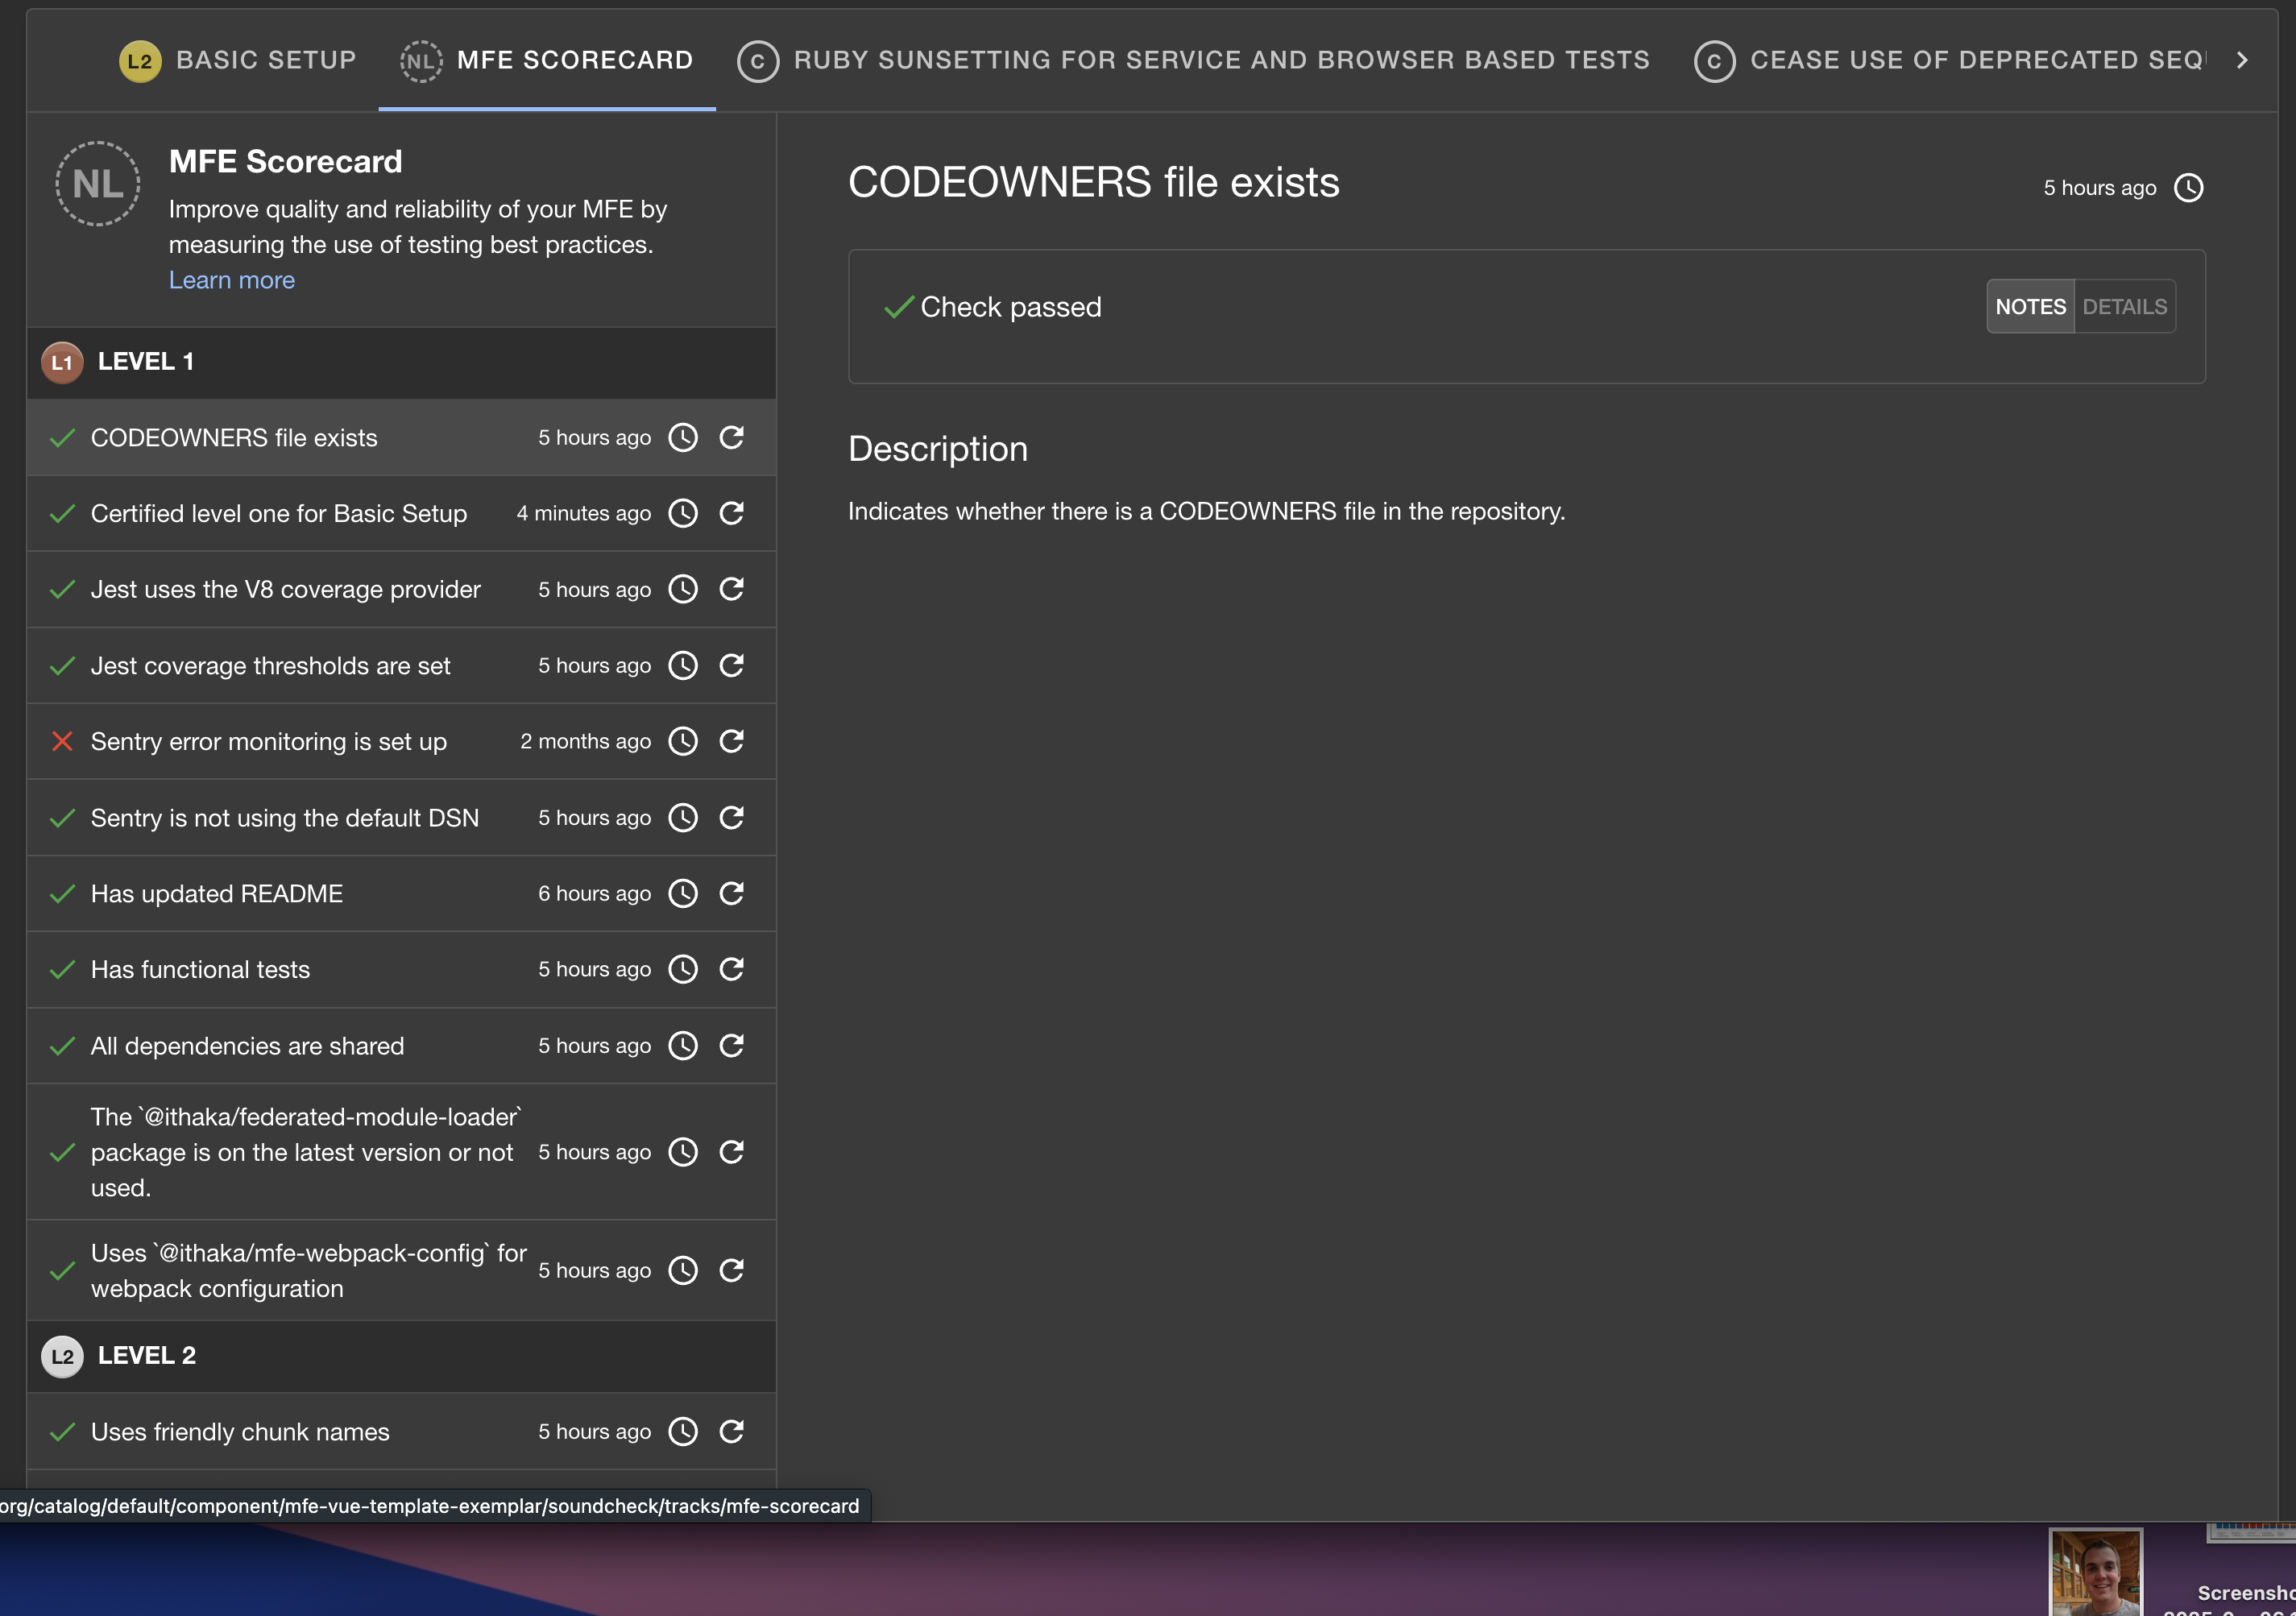 L2 BASIC SETUP
NL MFE SCORECARD
C RUBY SUNSETTING FOR SERVICE AND BROWSER BASED TESTS
C CEASE USE OF DEPRECATED
NL
MFE Scorecard
Improve quality and reliability of your MFE by
measuring the use of testing best practices.
Learn more
L1 LEVEL 1
CODEOWNERS file exists 5 hours ago
Certified level one for Basic Setup 4 minutes ago
Jest uses the V8 coverage provider 5 hours ago
Jest coverage thresholds are set 5 hours ago
Sentry error monitoring is set up 2 months ago
Sentry is not using the default DSN 5 hours ago
Has updated README 6 hours ago
Has functional tests 5 hours ago
All dependencies are shared 5 hours ago
The `@ithaka/federated-module-loader`
package is on the latest version or not 5 hours ago
used.
Uses `@ithaka/mfe-webpack-config` for
5 hours ago
webpack configuration
L2 LEVEL 2
Uses friendly chunk names 5 hours ago
CODEOWNERS file exists
5 hours ago
Check passed
NOTES DETAILS
Description
Indicates whether there is a CODEOWNERS file in the repository.
org/catalog/default/component/mfe-vue-template-exemplar/soundcheck/tracks/mfe-scorecard